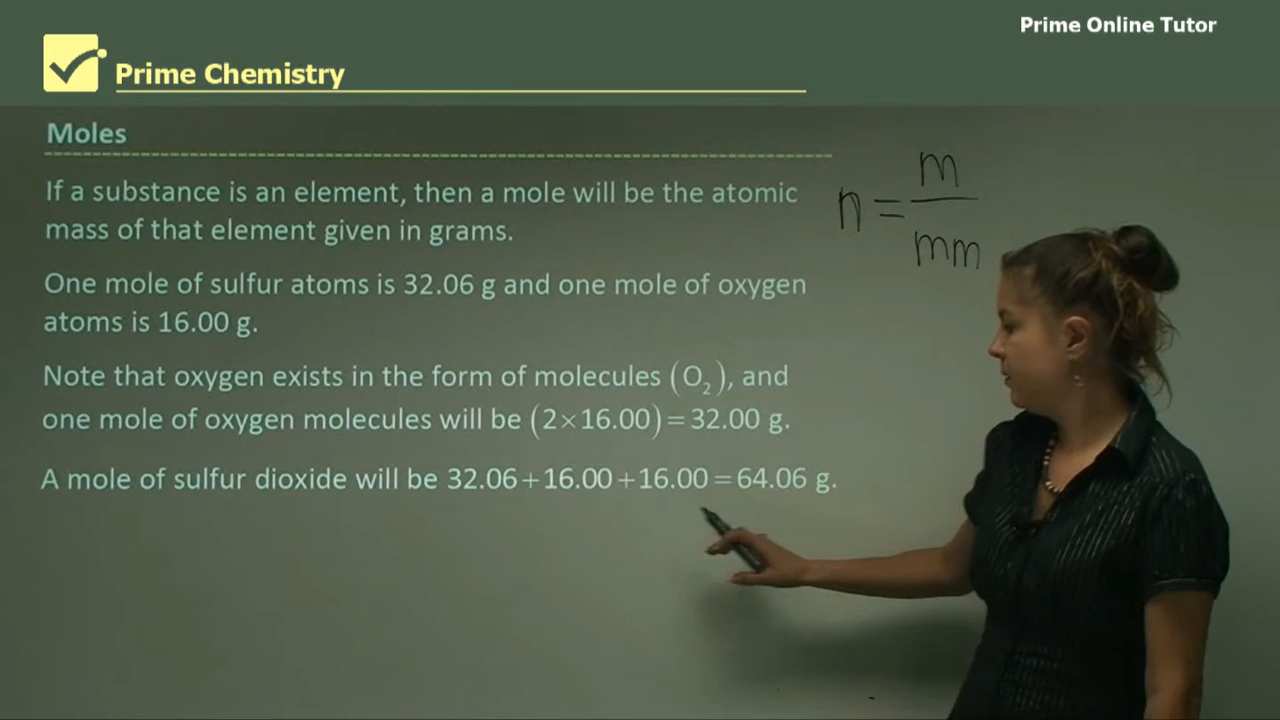 Prime Online Tutor
Prime Chemistry
Moles
If a substance is an element, then a mole will be the atomic
mass of that element given in grams.
One mole of sulfur atoms is 32.06 g and one mole of oxygen
atoms is 16.00 g.
Note that oxygen exists in the form of molecules (O₂), and
one mole of oxygen molecules will be (2×16.00)=32.00 g.
A mole of sulfur dioxide will be 32.06+16.00+16.00=64.06 g.
n = m / mm